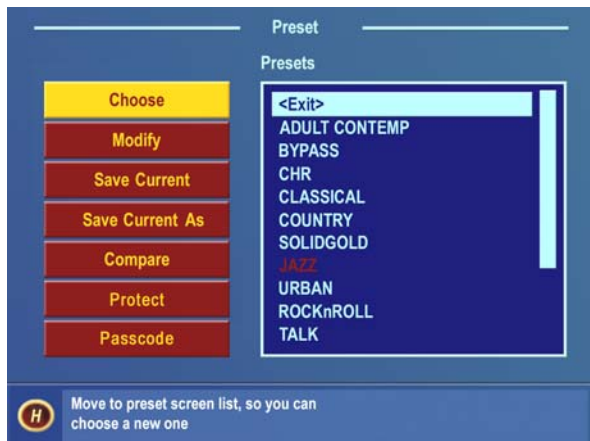 Preset
Presets
Choose
Modify
Save Current
Save Current As
Compare
Protect
Passcode
<Exit>
ADULT CONTEMP
BYPASS
CHR
CLASSICAL
COUNTRY
SOLIDGOLD
JAZZ
URBAN
ROCKnROLL
TALK
H
Move to preset screen list, so you can
choose a new one